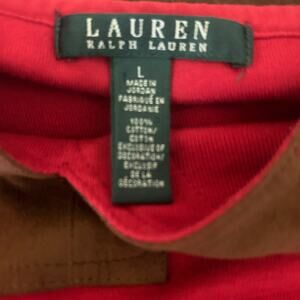 LAUREN
RALPH LAUREN
L
MADE IN
JORDAN
FABRIQUÉ EN
JORDANIE
100%
COTTON/
COTON
EXCLUSIVE OF
DECORATION/
EXCLUSIF
DE LA
DÉCORATION